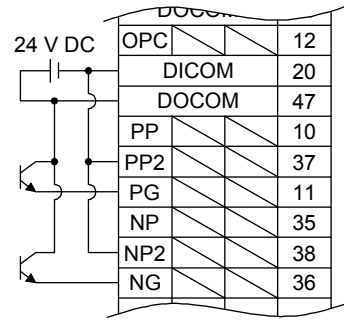 DOCOM
24 V DC
OPC 12
DICOM 20
DOCOM 47
PP 10
PP2 37
PG 11
NP 35
NP2 38
NG 36